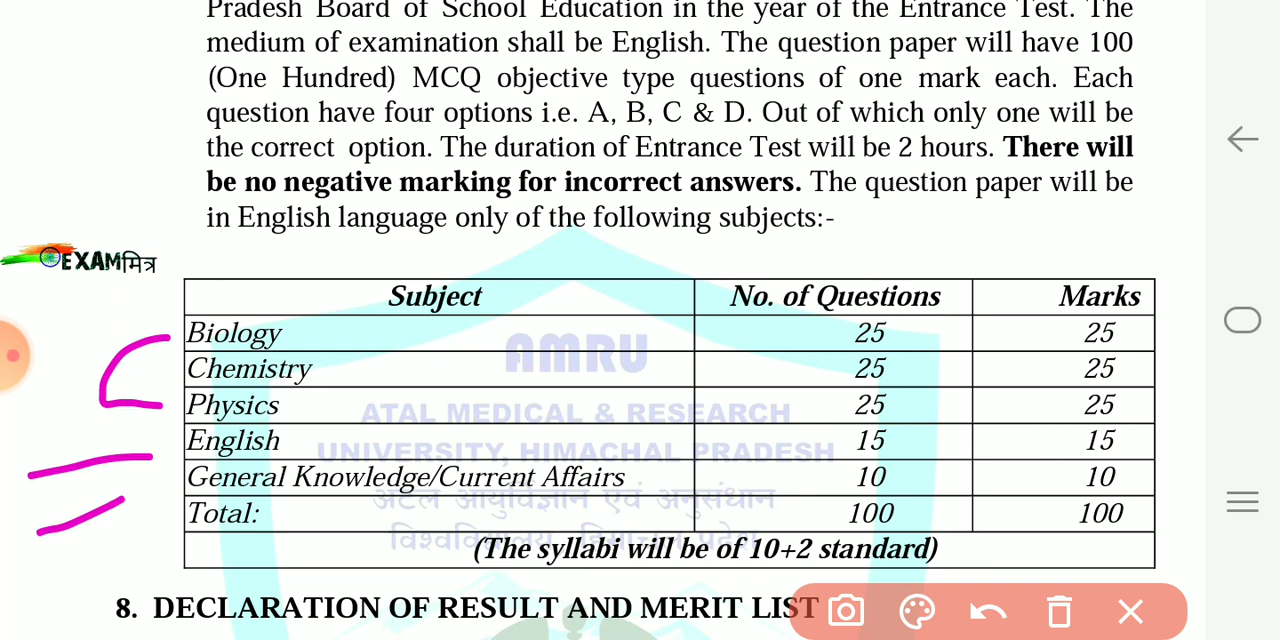 Pradesh Board of School Education in the year of the Entrance Test. The
medium of examination shall be English. The question paper will have 100
(One Hundred) MCQ objective type questions of one mark each. Each
question have four options i.e. A, B, C & D. Out of which only one will be
the correct option. The duration of Entrance Test will be 2 hours. There will
be no negative marking for incorrect answers. The question paper will be
in English language only of the following subjects:-
EXAMमित्र
Subject No. of Questions Marks
Biology 25 25
AMRU
Chemistry 25 25
Physics 25 25
ATAL MEDICAL & RESEARCH
English 15 15
UNIVERSITY, HIMACHAL PRADESH
General Knowledge/Current Affairs 10 10
अटल आयुर्विज्ञान एवं अनुसंधान
Total: 100 100
विश्वविद्यालय, हिमाचल प्रदेश
(The syllabi will be of 10+2 standard)
8. DECLARATION OF RESULT AND MERIT LIST